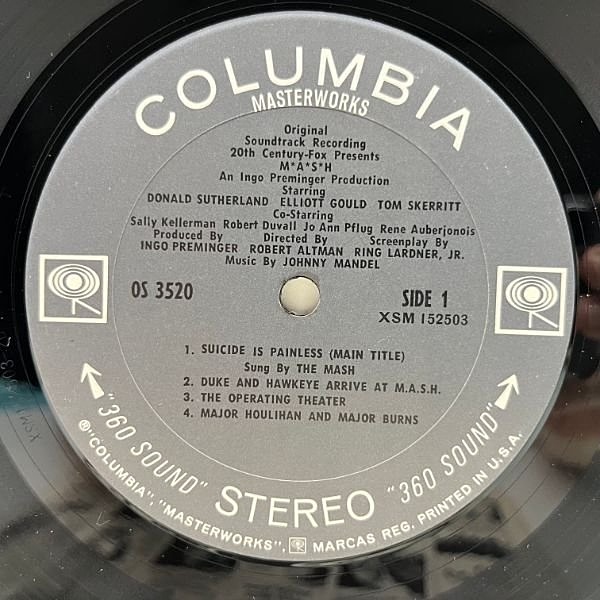 COLUMBIA
MASTERWORKS
Original
Soundtrack Recording
20th Century-Fox Presents
M*A*S*H
An Ingo Preminger Production
Starring
DONALD SUTHERLAND ELLIOTT GOULD TOM SKERRITT
Co-Starring
Sally Kellerman Robert Duvall Jo Ann Pflug Rene Auberjonois
Produced By Directed By Screenplay By
INGO PREMINGER ROBERT ALTMAN RING LARDNER, JR.
Music By JOHNNY MANDEL
OS 3520 SIDE 1
XSM 152503
1. SUICIDE IS PAINLESS (MAIN TITLE)
Sung By THE MASH
2. DUKE AND HAWKEYE ARRIVE AT M.A.S.H.
3. THE OPERATING THEATER
4. MAJOR HOULIHAN AND MAJOR BURNS
"360 SOUND" STEREO "360 SOUND"
®"COLUMBIA", "MASTERWORKS", MARCAS REG. PRINTED IN U.S.A.